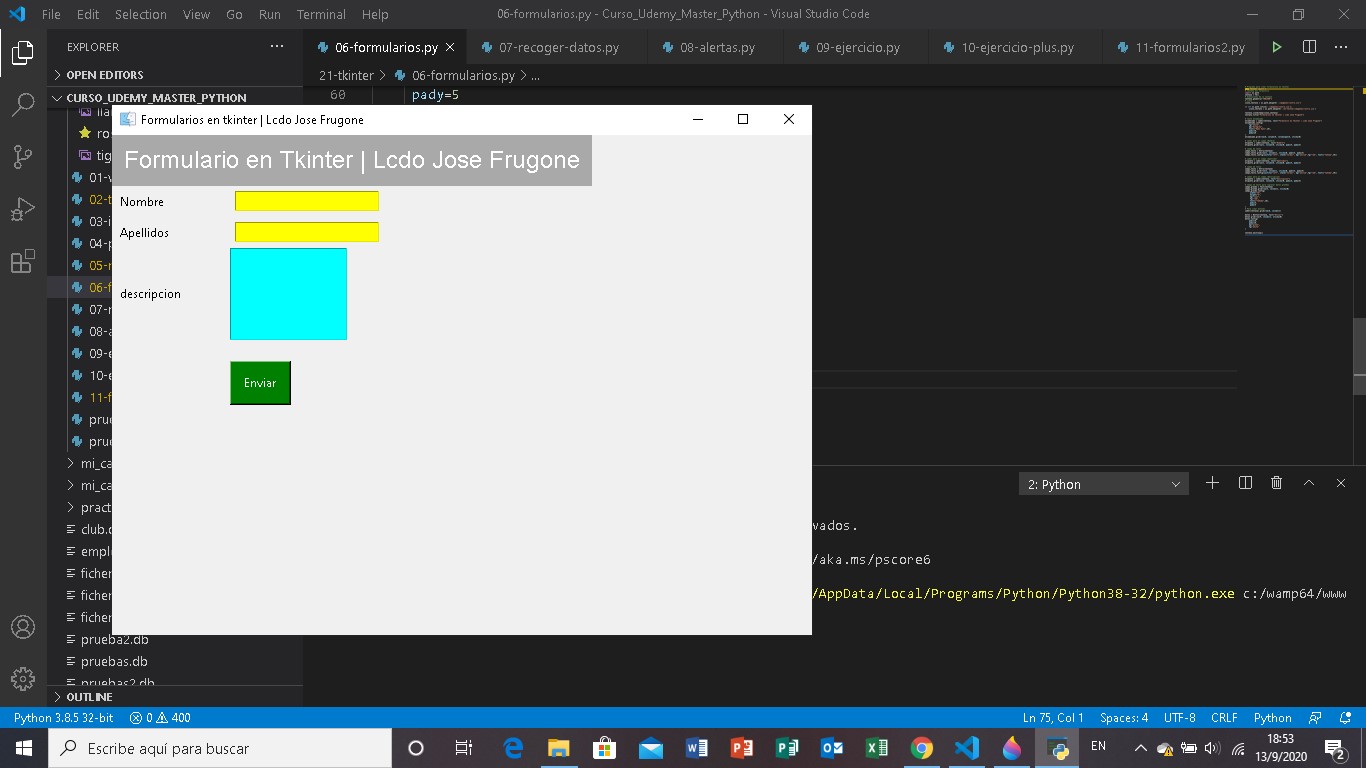 File Edit Selection View Go Run Terminal Help 06-formularios.py - Curso_Udemy_Master_Python - Visual Studio Code
EXPLORER
06-formularios.py 07-recoger-datos.py 08-alertas.py 09-ejercicio.py 10-ejercicio-plus.py 11-formularios2.py
OPEN EDITORS
21-tkinter > 06-formularios.py > ...
CURSO_UDEMY_MASTER_PYTHON
60 pady=5
Formularios en tkinter | Lcdo Jose Frugone
Formulario en Tkinter | Lcdo Jose Frugone
Nombre
Apellidos
descripcion
Enviar
ro
tig
01-v
02-t
03-i
04-p
05-r
06-f
07-r
08-a
09-e
10-e
11-f
pru
pru
mi_ca
mi_ca
pract
club.c
emple
ficher
ficher
ficher
prueba2.db
pruebas.db
pruebas2.db
OUTLINE
2: Python
vados.
/aka.ms/pscore6
/AppData/Local/Programs/Python/Python38-32/python.exe c:/wamp64/www
Python 3.8.5 32-bit 0 400 Ln 75, Col 1 Spaces: 4 UTF-8 CRLF Python
Escribe aquí para buscar
EN
18:53
13/9/2020
2